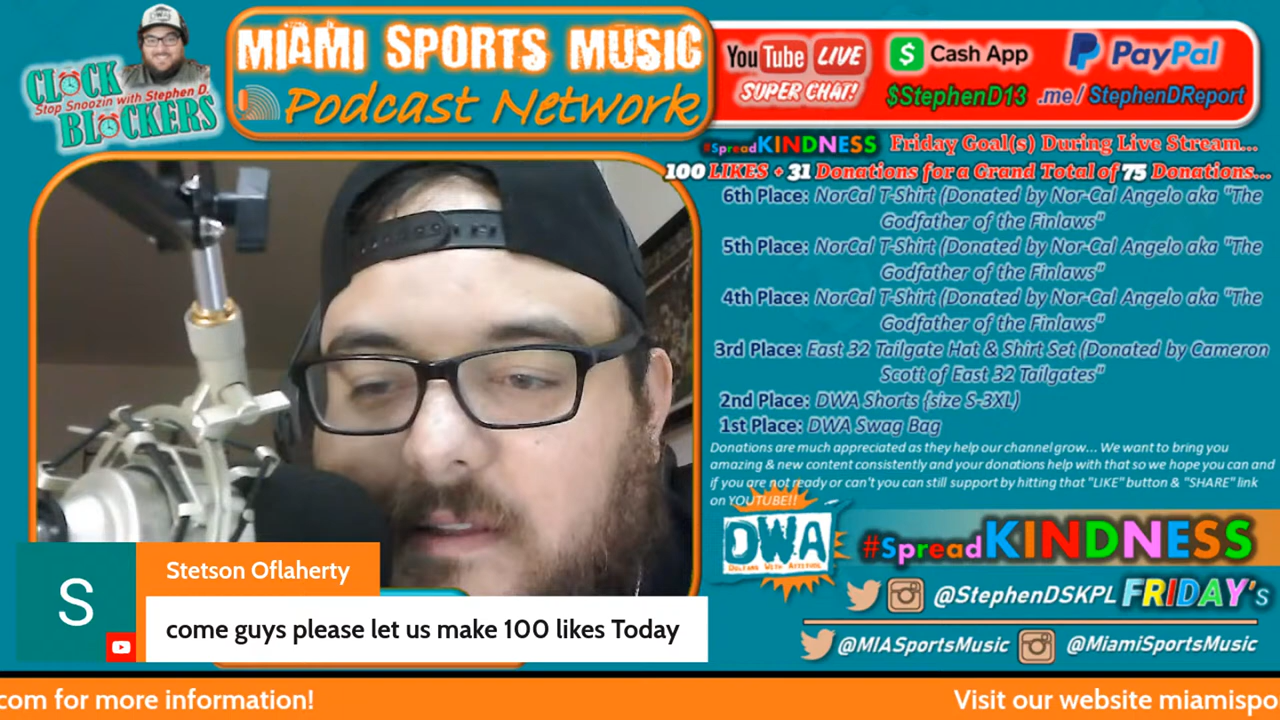 DWA
CLOCK
Stop Snoozin with Stephen D.
BLOCKERS
MIAMI SPORTS MUSIC
Podcast Network
YouTube LIVE
SUPER CHAT!
$ Cash App
$StephenD13
PayPal
.me/StephenDReport
#SpreadKINDNESS Friday Goal(s) During Live Stream...
100 LIKES + 31 Donations for a Grand Total of 75 Donations...
6th Place: NorCal T-Shirt (Donated by Nor-Cal Angelo aka "The
Godfather of the Finlaws"
5th Place: NorCal T-Shirt (Donated by Nor-Cal Angelo aka "The
Godfather of the Finlaws"
4th Place: NorCal T-Shirt (Donated by Nor-Cal Angelo aka "The
Godfather of the Finlaws"
3rd Place: East 32 Tailgate Hat & Shirt Set (Donated by Cameron
Scott of East 32 Tailgates"
2nd Place: DWA Shorts (size S-3XL)
1st Place: DWA Swag Bag
Donations are much appreciated as they help our channel grow... We want to bring you
amazing & new content consistently and your donations help with that so we hope you can and
if you are not ready or can't you can still support by hitting that "LIKE" button & "SHARE" link
on YOUTUBE!!
DWA
DOLFANS WITH ATTITUDE
#SpreadKINDNESS
@StephenDSKPL FRIDAY's
@MIASportsMusic @MiamiSportsMusic
S
Stetson Oflaherty
come guys please let us make 100 likes Today
com for more information!
Visit our website miamispo